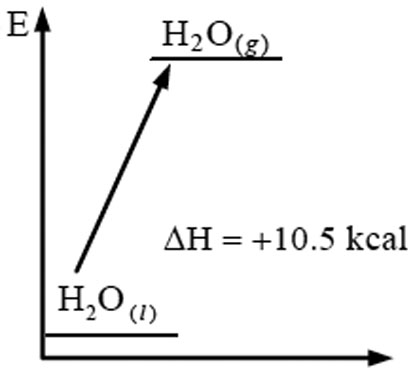 E
H₂O(g)
ΔH = +10.5 kcal
H₂O (l)